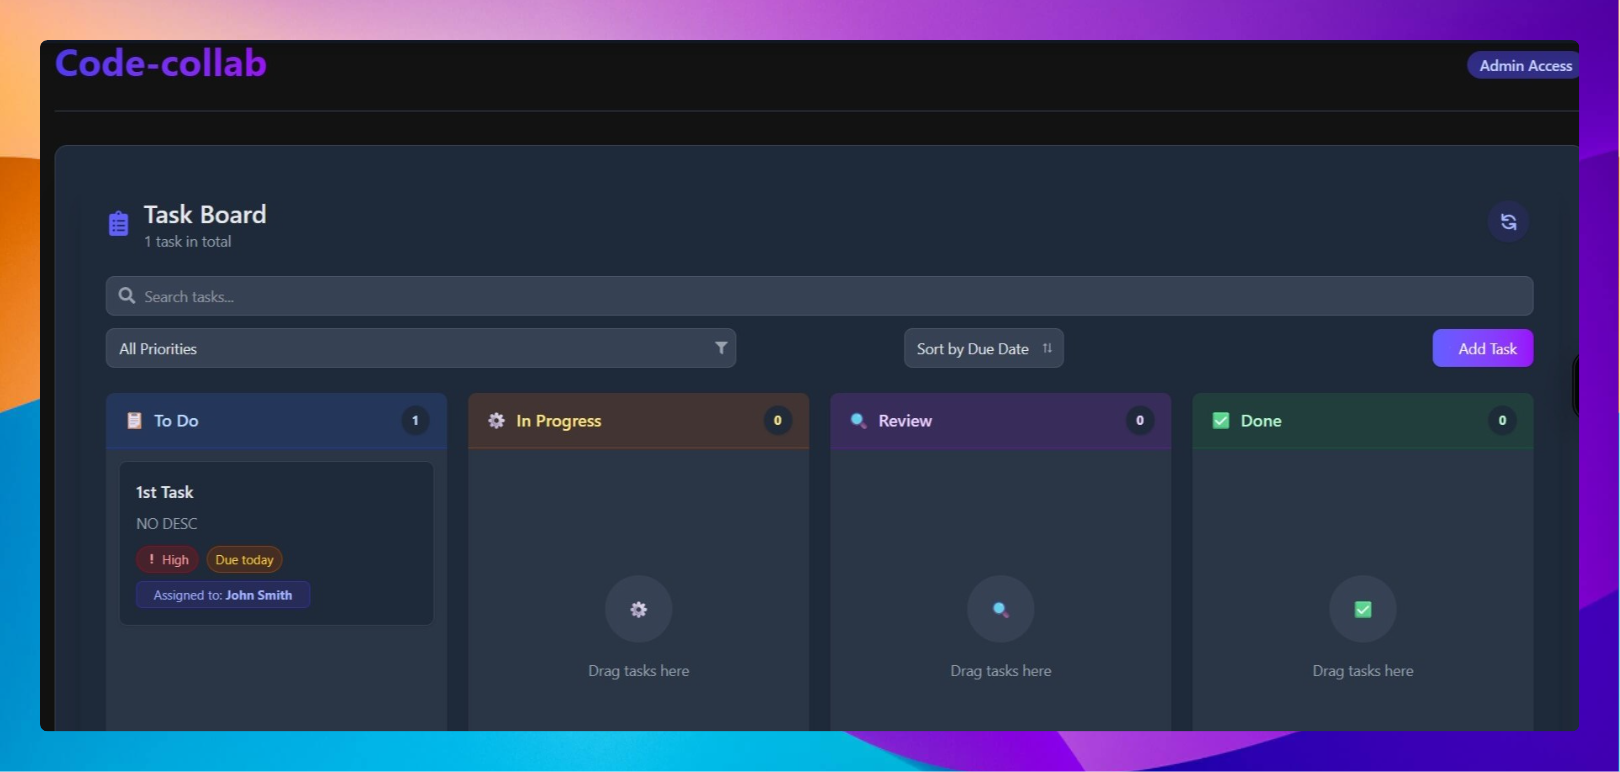 Code-collab
Admin Access
Task Board
1 task in total
Search tasks...
All Priorities
Sort by Due Date
Add Task
To Do
1
In Progress
0
Review
0
Done
0
1st Task
NO DESC
! High
Due today
Assigned to: John Smith
Drag tasks here
Drag tasks here
Drag tasks here